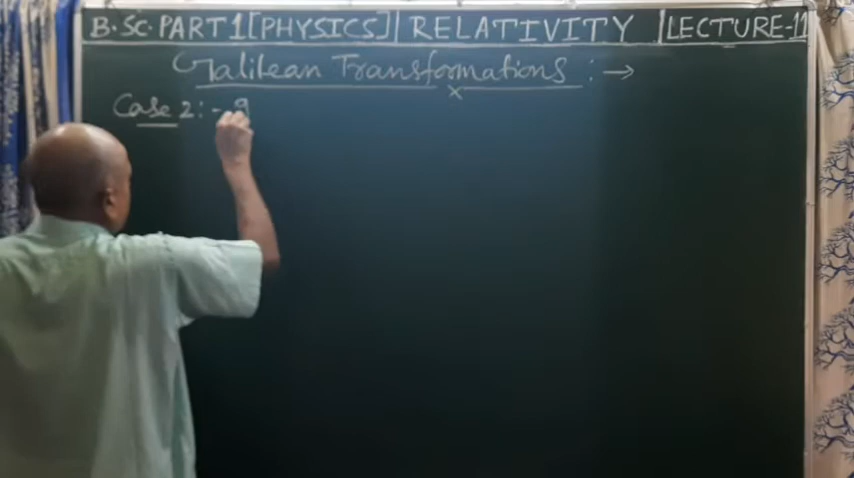 B.SC. PART 1 [PHYSICS] | RELATIVITY | LECTURE-11
Galilean Transformations :→
Case 2:-